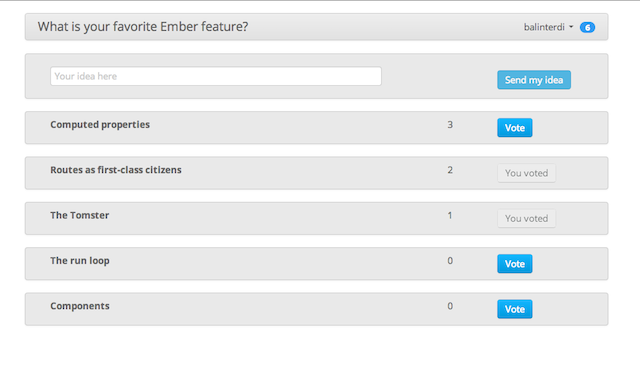 What is your favorite Ember feature? balinterdi 6
Your idea here Send my idea
Computed properties 3 Vote
Routes as first-class citizens 2 You voted
The Tomster 1 You voted
The run loop 0 Vote
Components 0 Vote